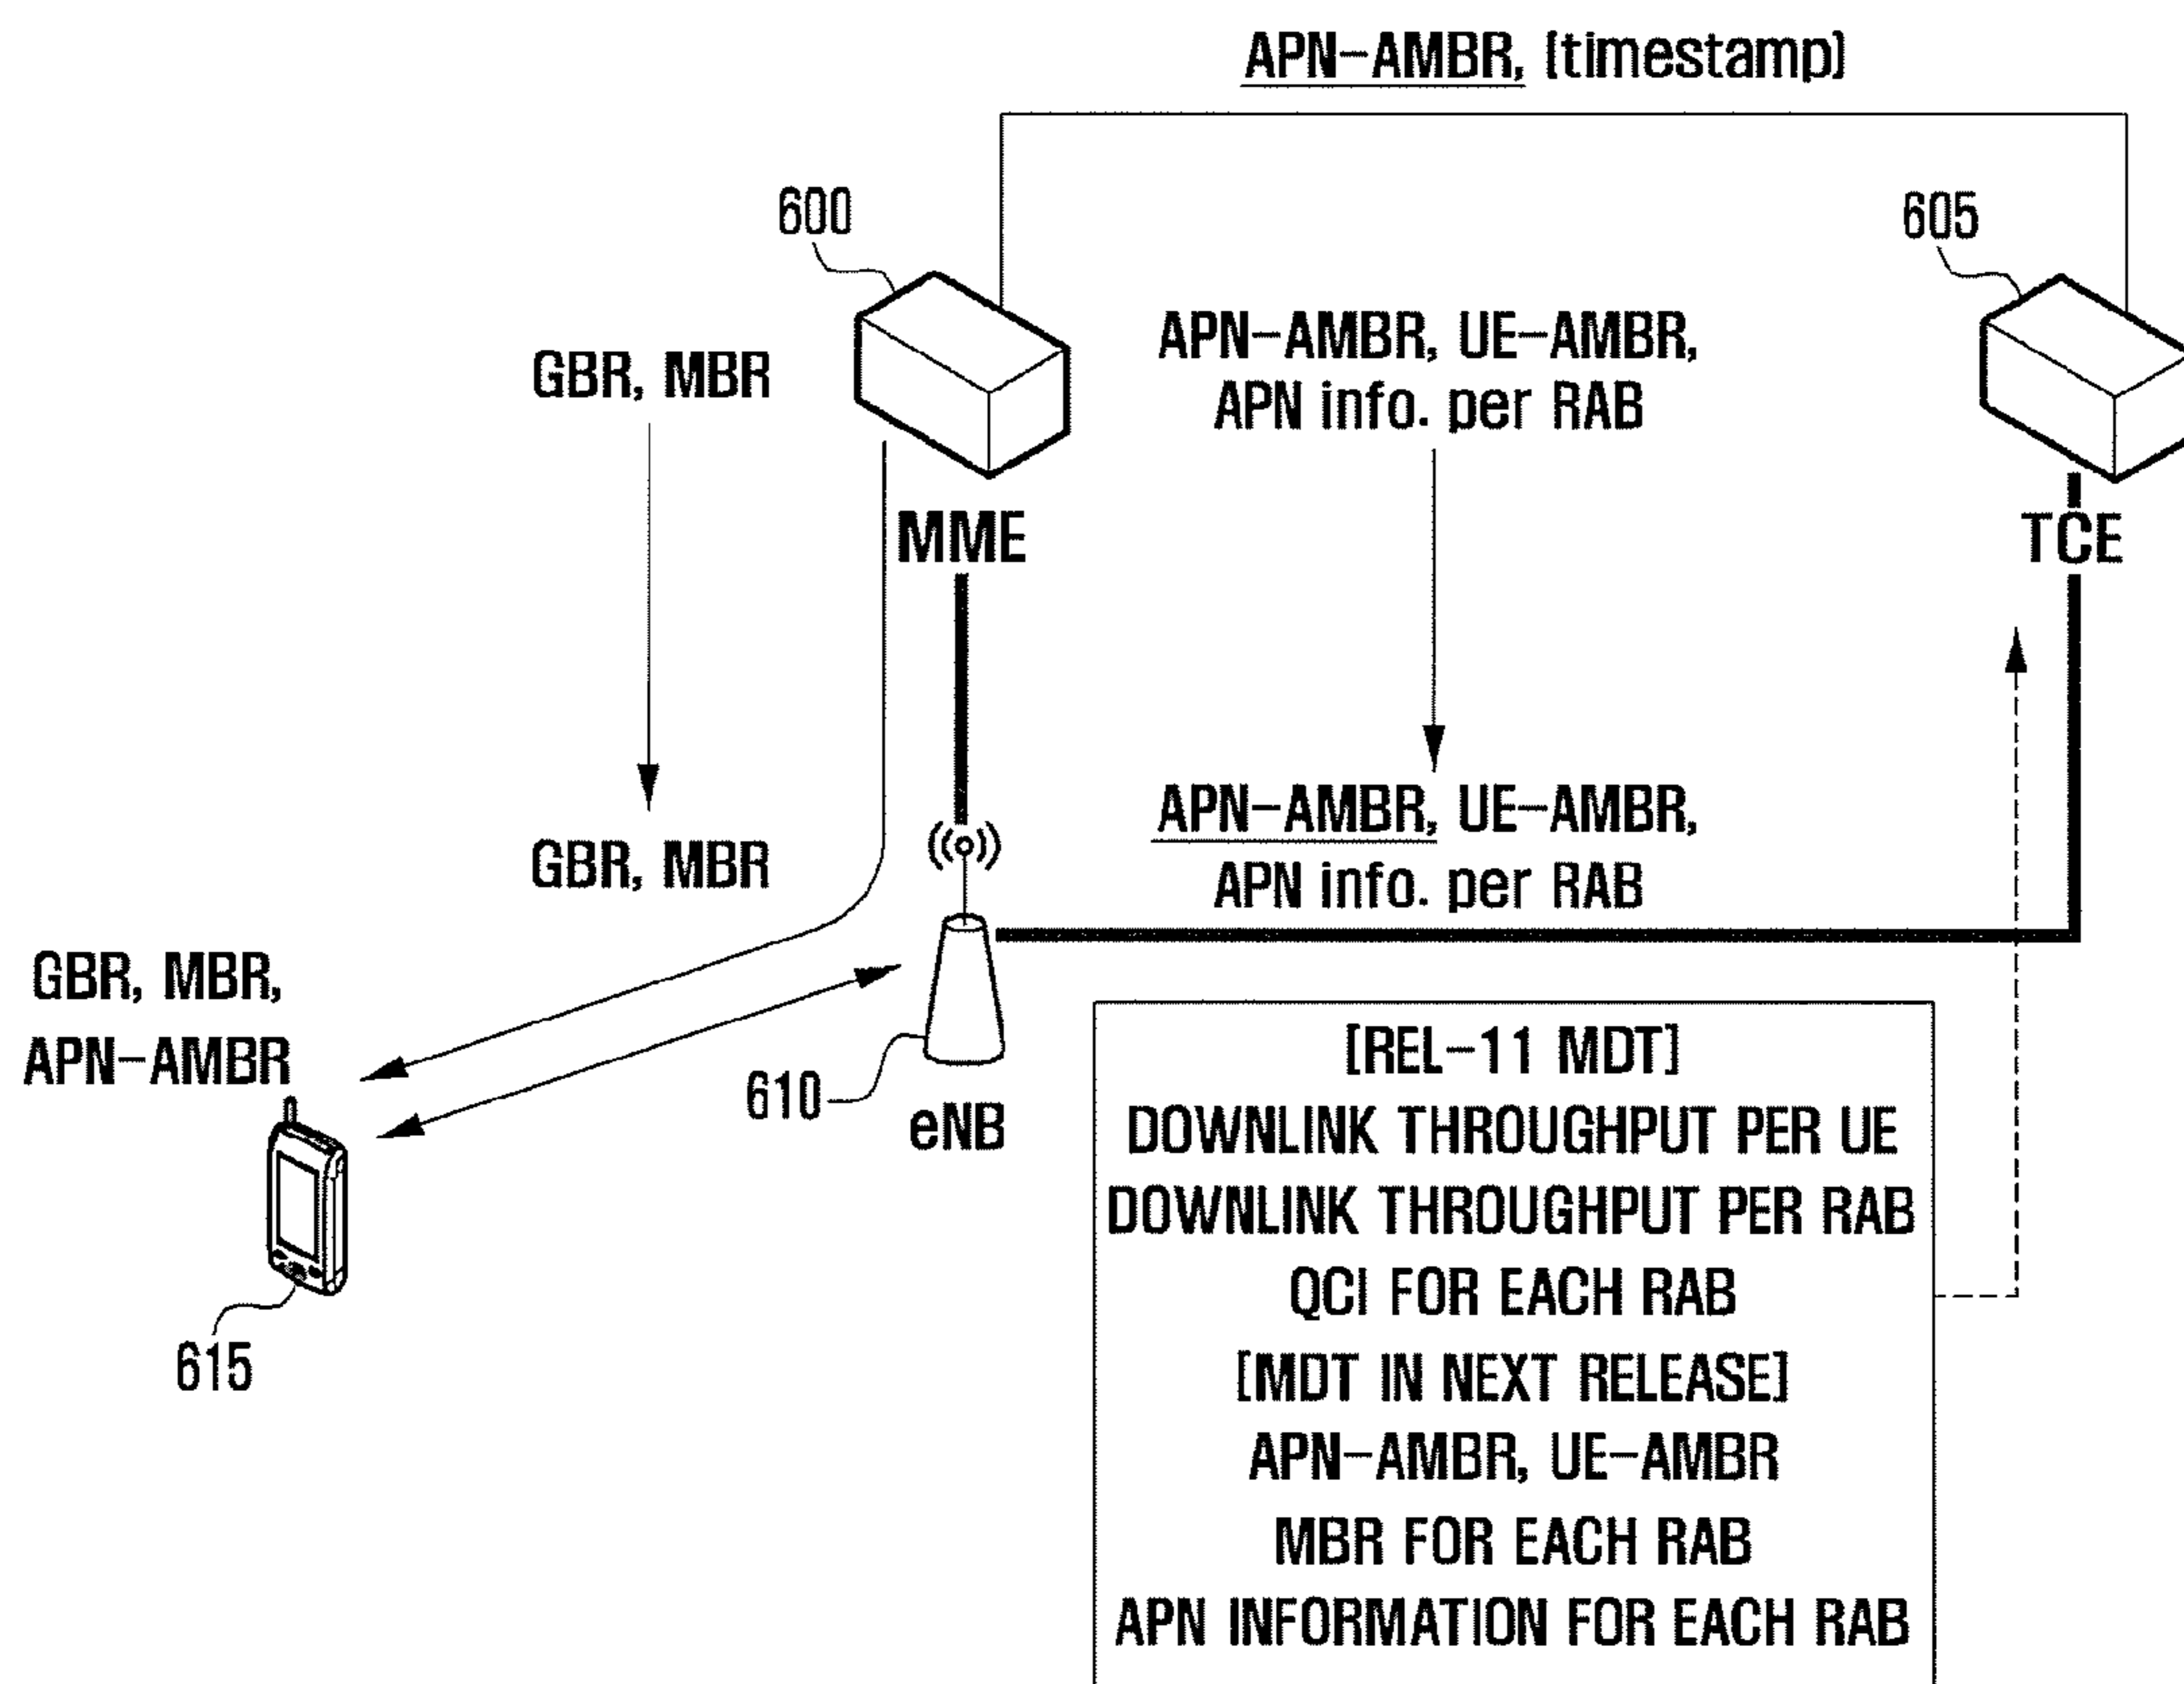 APN-AMBR, [timestamp]
600
605
GBR, MBR
APN-AMBR, UE-AMBR,
APN info. per RAB
MME
TCE
GBR, MBR
APN-AMBR, UE-AMBR,
APN info. per RAB
GBR, MBR,
APN-AMBR
610
eNB
615
[REL-11 MDT]
DOWNLINK THROUGHPUT PER UE
DOWNLINK THROUGHPUT PER RAB
QCI FOR EACH RAB
[MDT IN NEXT RELEASE]
APN-AMBR, UE-AMBR
MBR FOR EACH RAB
APN INFORMATION FOR EACH RAB